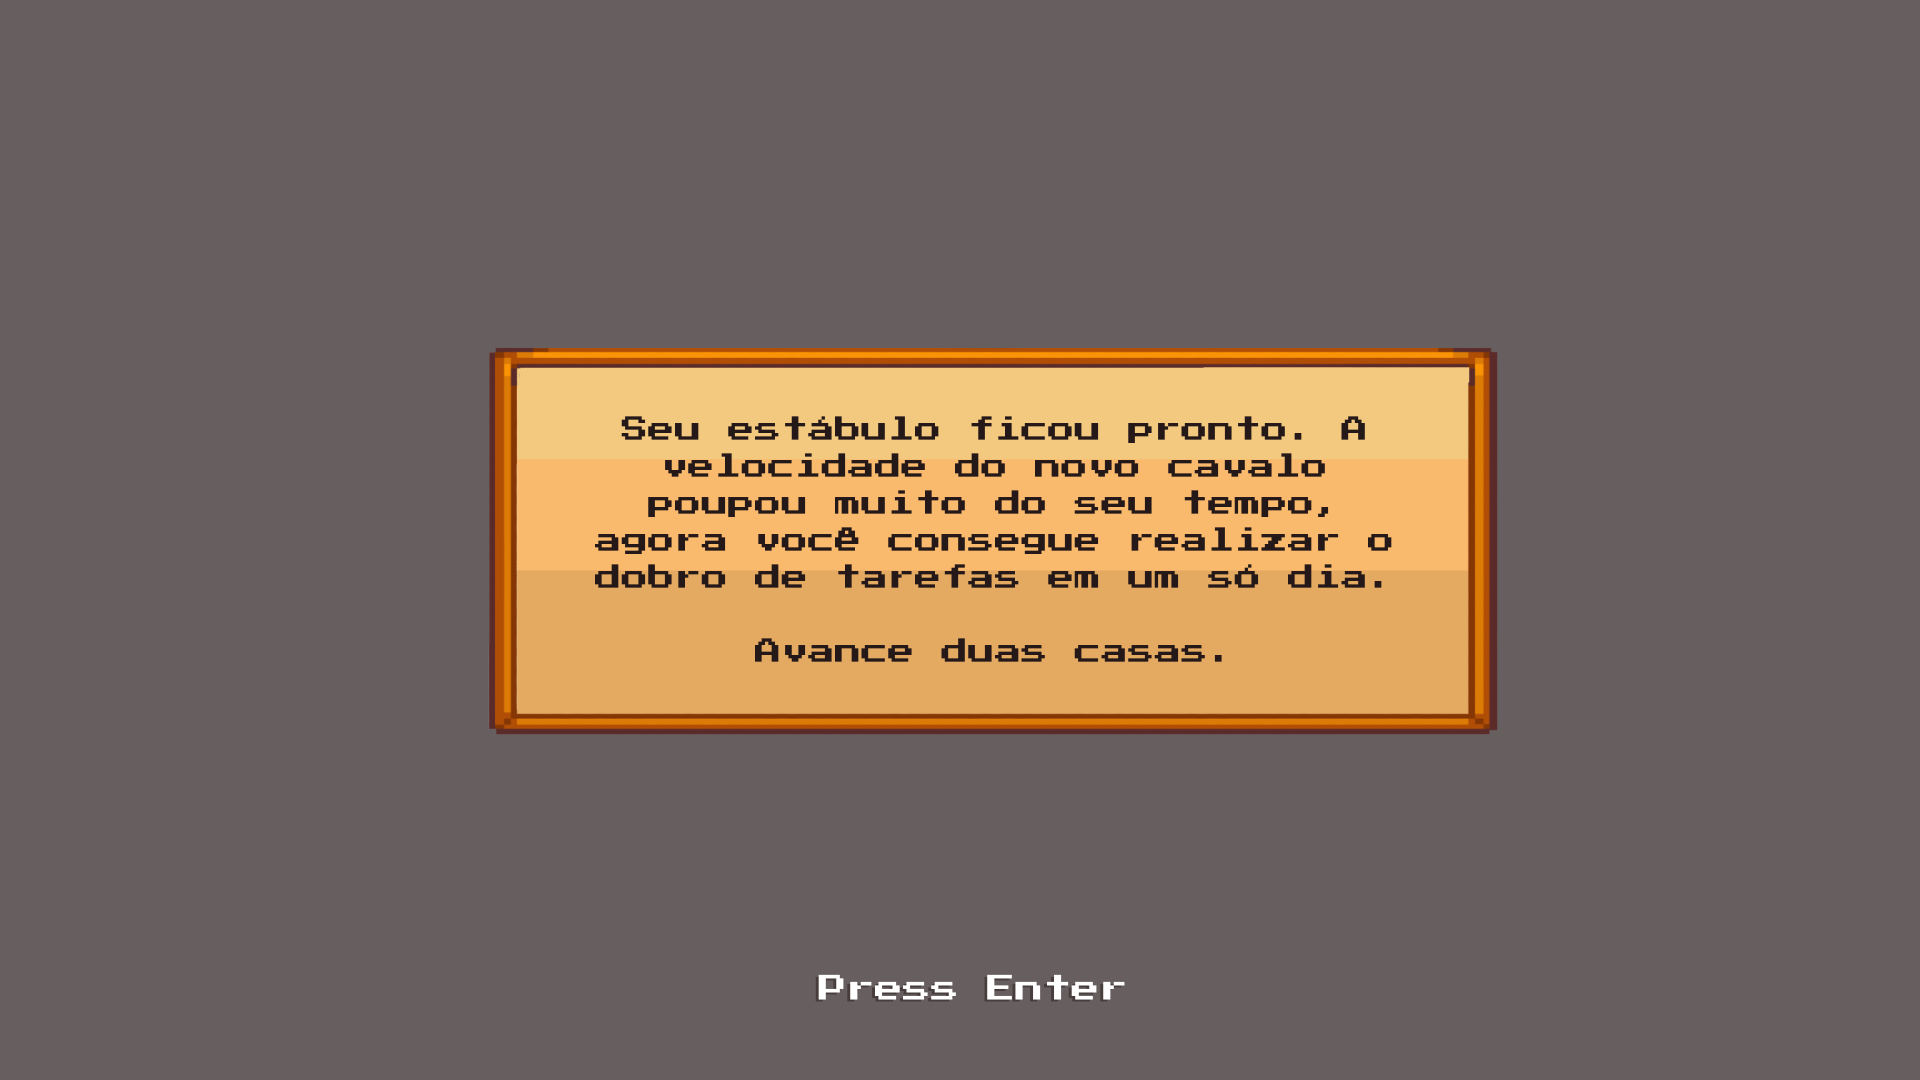 Seu estábulo ficou pronto. A
velocidade do novo cavalo
poupou muito do seu tempo,
agora você consegue realizar o
dobro de tarefas em um só dia.
Avance duas casas.
Press Enter